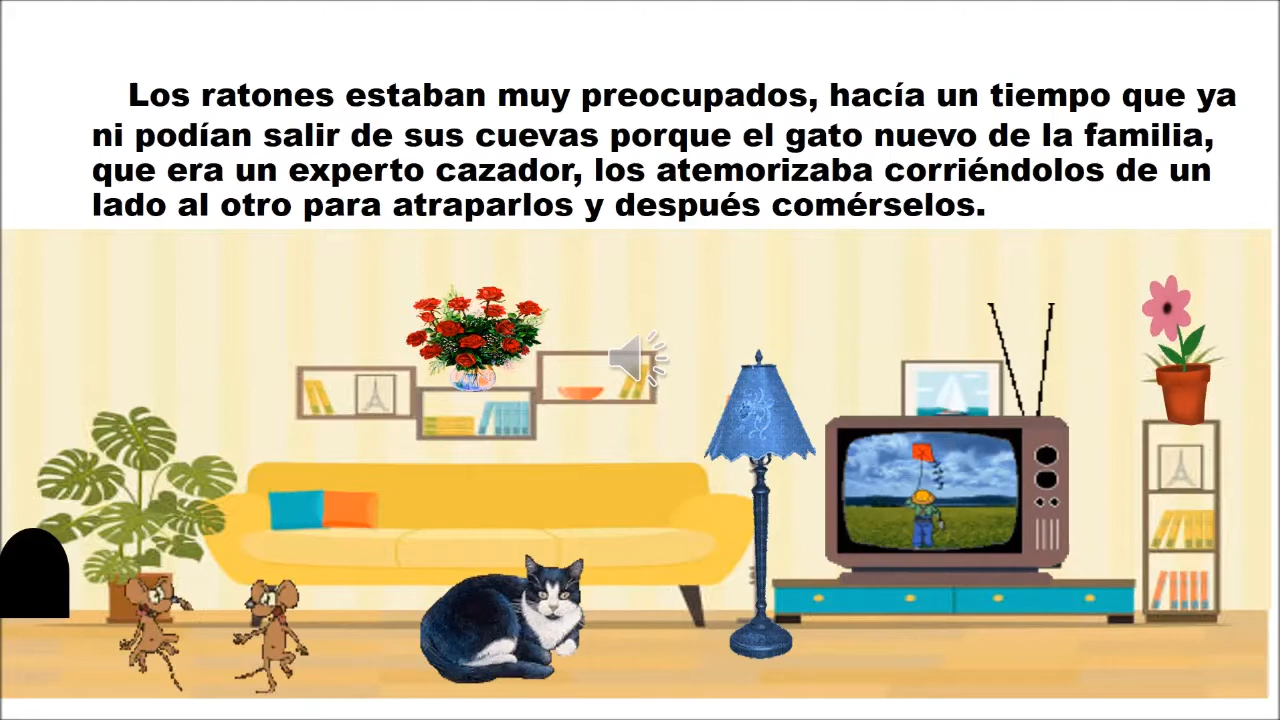 Los ratones estaban muy preocupados, hacía un tiempo que ya
ni podían salir de sus cuevas porque el gato nuevo de la familia,
que era un experto cazador, los atemorizaba corriéndolos de un
lado al otro para atraparlos y después comérselos.